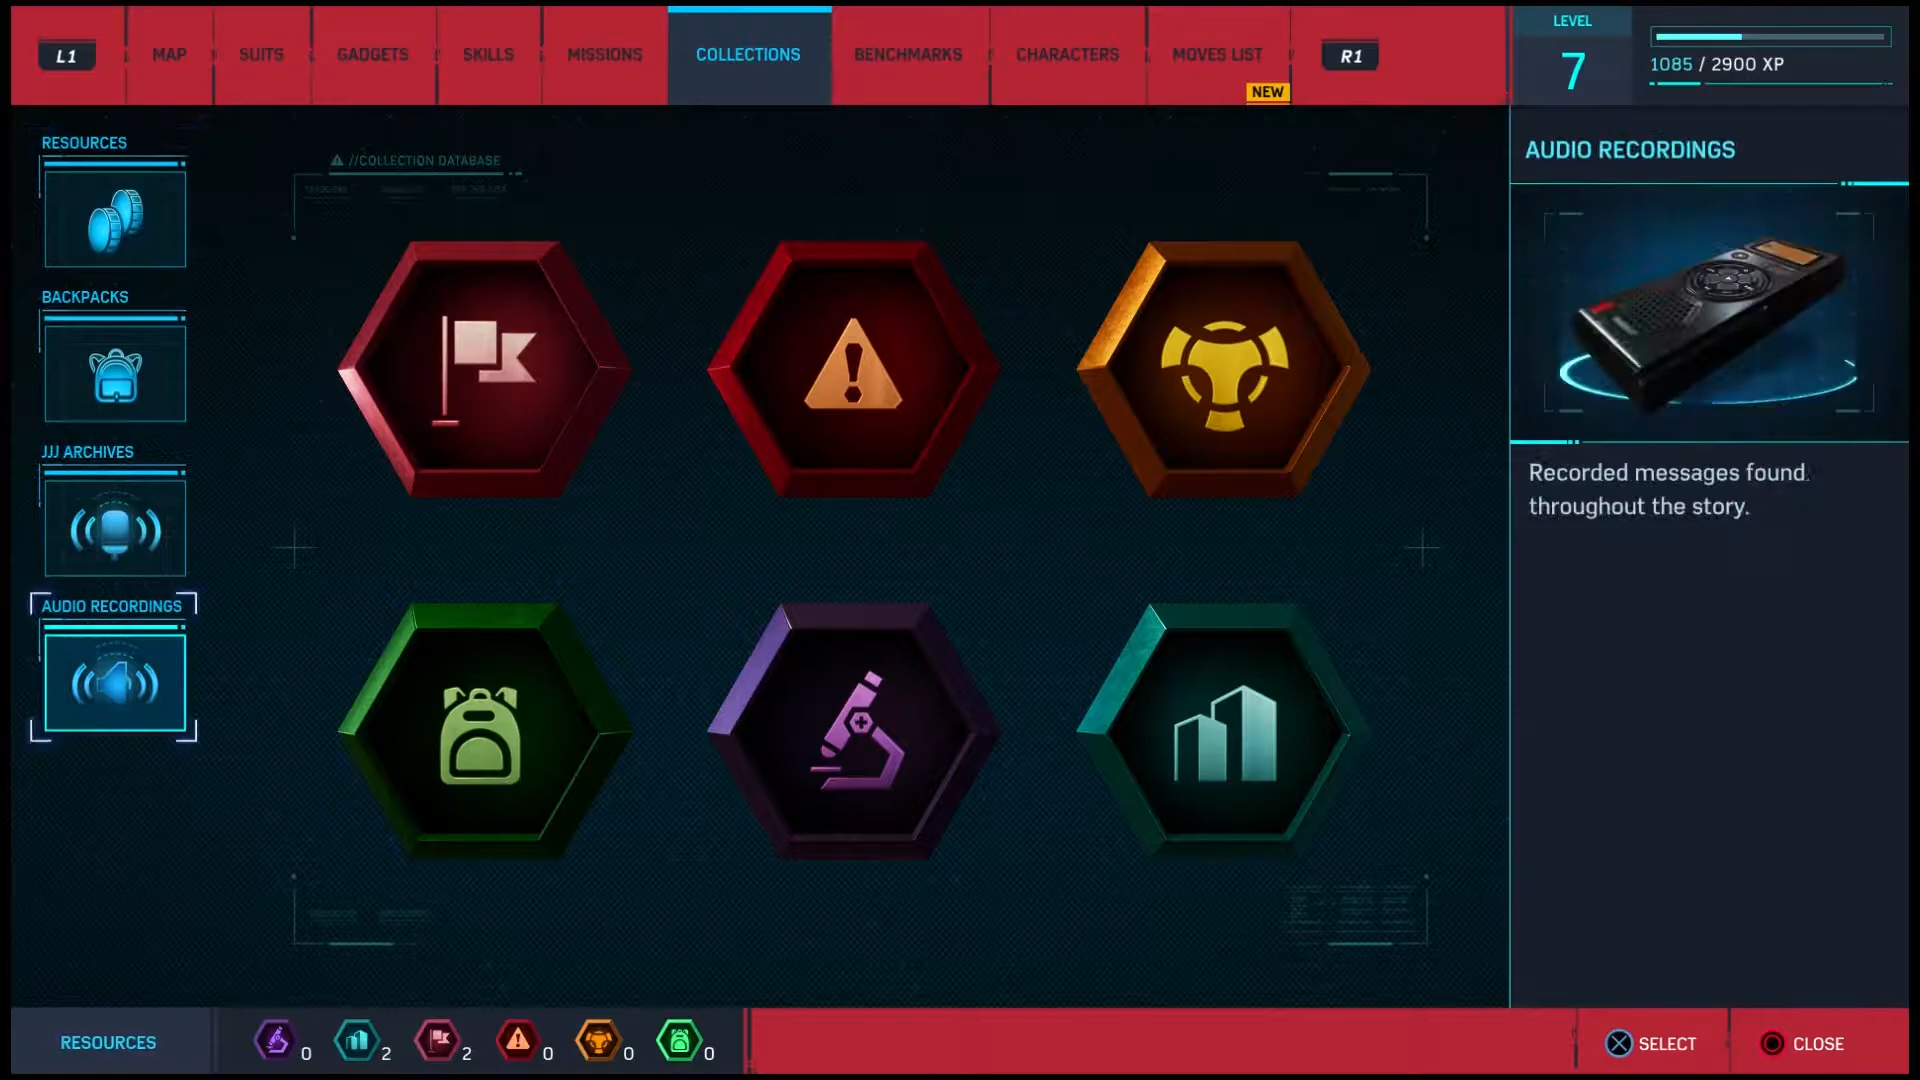 L1
MAP
SUITS
GADGETS
SKILLS
MISSIONS
COLLECTIONS
BENCHMARKS
CHARACTERS
MOVES LIST
NEW
R1
LEVEL
7
1085 / 2900 XP
RESOURCES
BACKPACKS
JJJ ARCHIVES
AUDIO RECORDINGS
//COLLECTION DATABASE
AUDIO RECORDINGS
Recorded messages found
throughout the story.
RESOURCES
0
2
2
0
0
0
SELECT
CLOSE